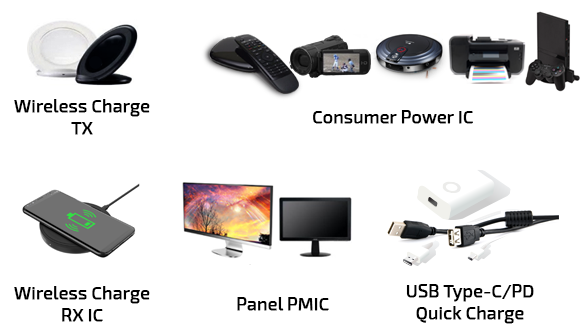 Wireless Charge
TX
Consumer Power IC
Wireless Charge
RX IC
Panel PMIC
USB Type-C/PD
Quick Charge